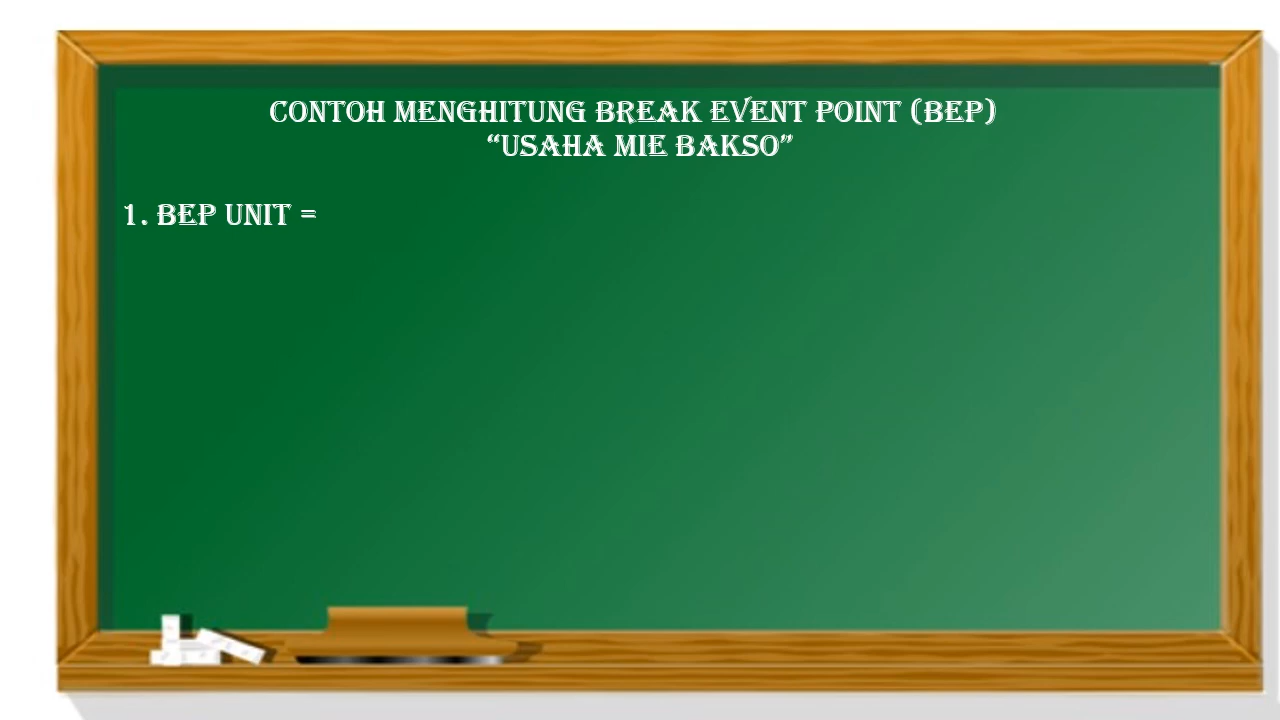 CONTOH MENGHITUNG BREAK EVENT POINT (BEP)
“USAHA MIE BAKSO”
1. BEP UNIT =